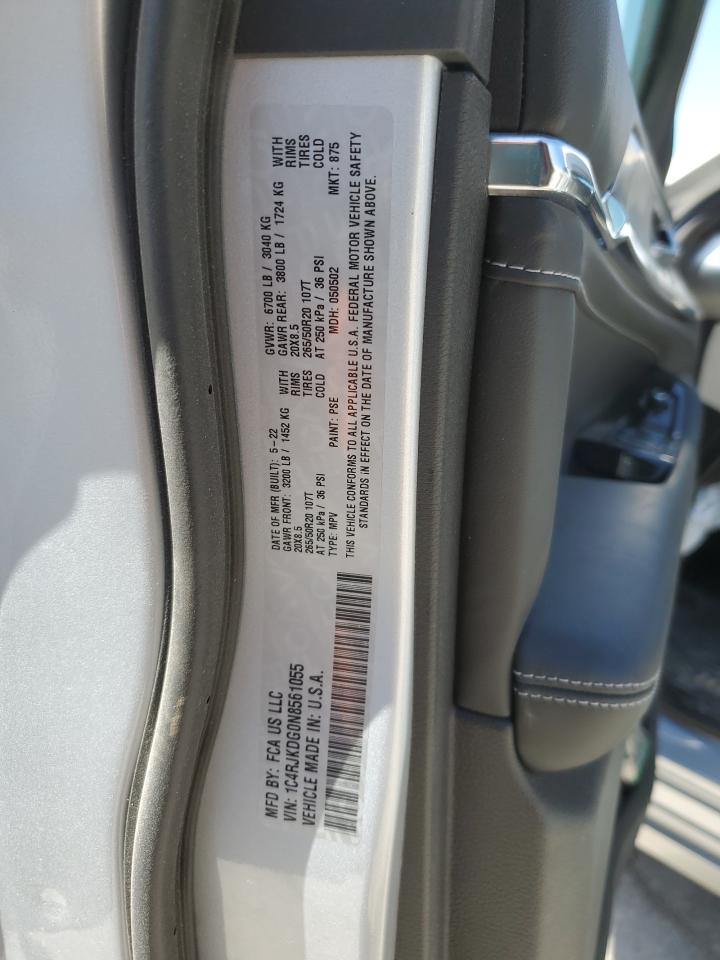 MFD BY: FCA US LLC
VIN: 1C4RJKDG0N8561055
VEHICLE MADE IN: U.S.A.
DATE OF MFR (BUILT): 5-22
GAWR FRONT: 3200 LB / 1452 KG WITH
20X8.5 RIMS
265/50R20 107T TIRES
AT 250 kPa / 36 PSI COLD
TYPE: MPV PAINT: PSE
GVWR: 6700 LB / 3040 KG
GAWR REAR: 3800 LB / 1724 KG WITH
20X8.5 RIMS
265/50R20 107T TIRES
AT 250 kPa / 36 PSI COLD
MDH: 050502 MKT: 875
THIS VEHICLE CONFORMS TO ALL APPLICABLE U.S.A. FEDERAL MOTOR VEHICLE SAFETY
STANDARDS IN EFFECT ON THE DATE OF MANUFACTURE SHOWN ABOVE.